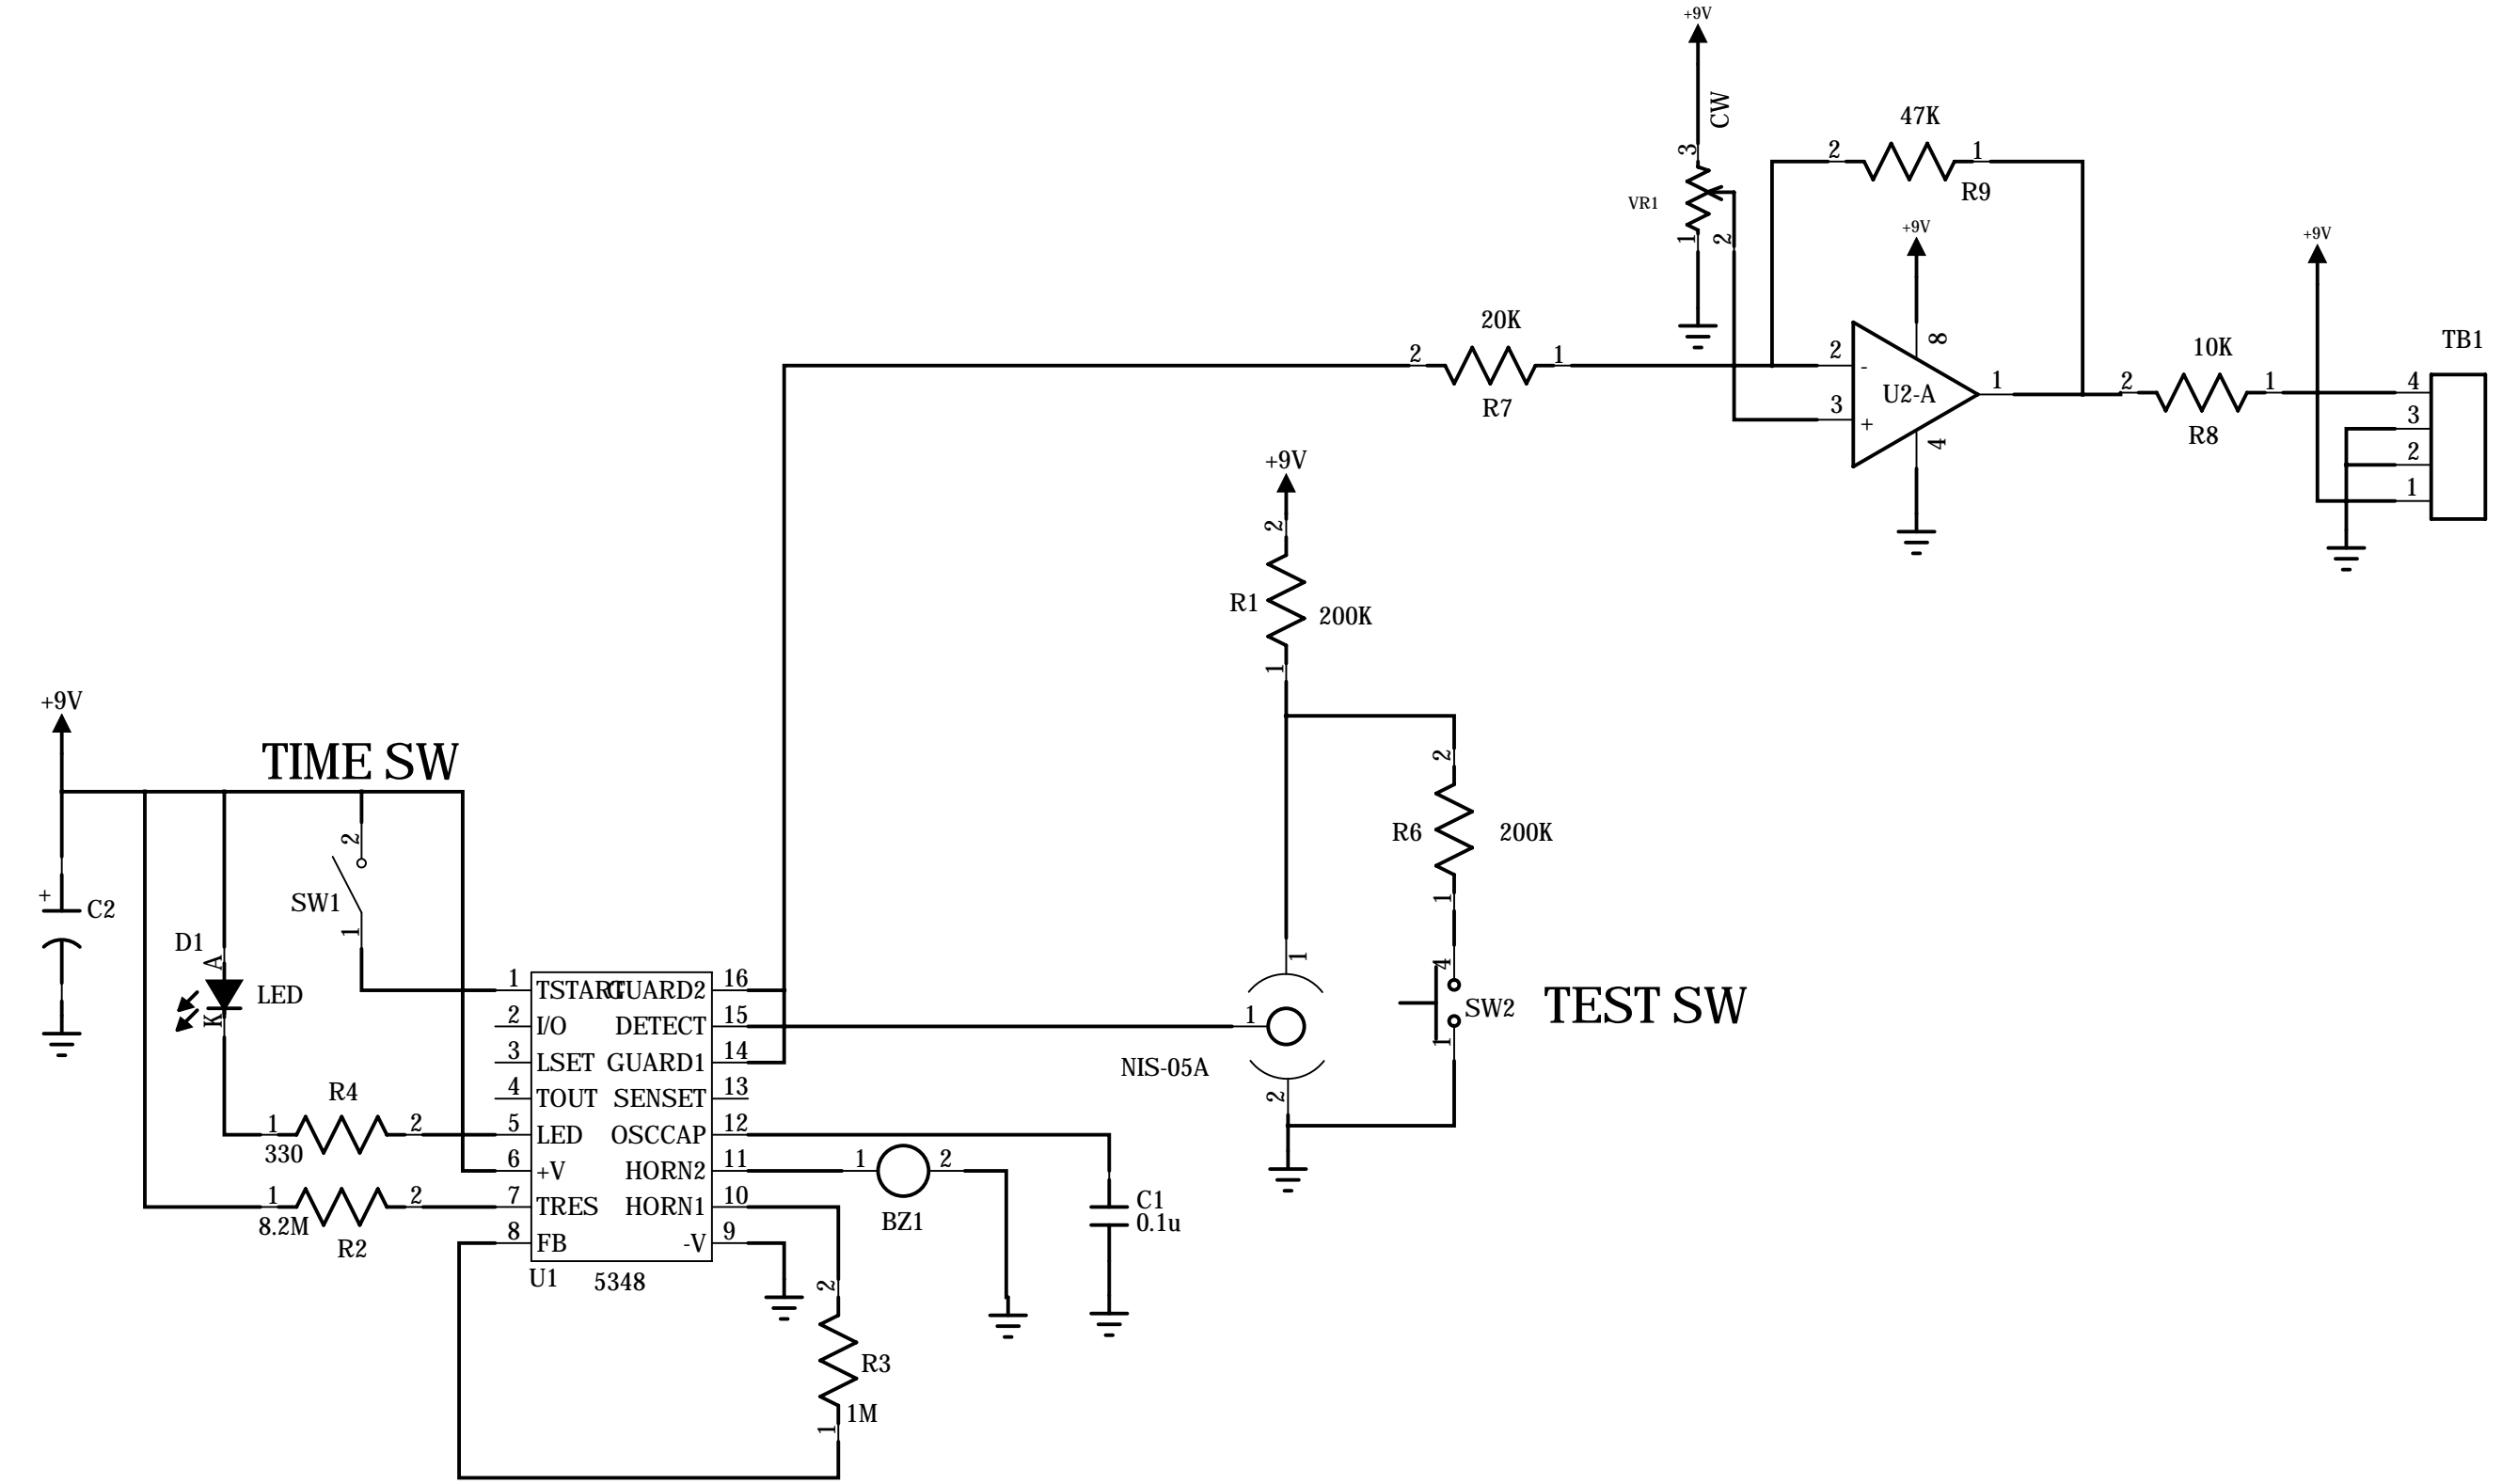 +9V
CW
3
VR1
1
2
47K
2
1
R9
+9V
8
2
-
U2-A
1
3
+
4
20K
2
1
R7
10K
2
1
R8
+9V
TB1
4
3
2
1
+9V
2
R1
200K
1
2
R6
200K
1
4
SW2
TEST SW
1
1
1
NIS-05A
2
+9V
TIME SW
+
C2
D1
A
LED
K
2
SW1
1
R4
1
2
330
1
2
8.2M
R2
1 TSTART GUARD2 16
2 I/O DETECT 15
3 LSET GUARD1 14
4 TOUT SENSET 13
5 LED OSCCAP 12
6 +V HORN2 11
7 TRES HORN1 10
8 FB -V 9
U1
5348
1
2
BZ1
C1
0.1u
2
R3
1M
1